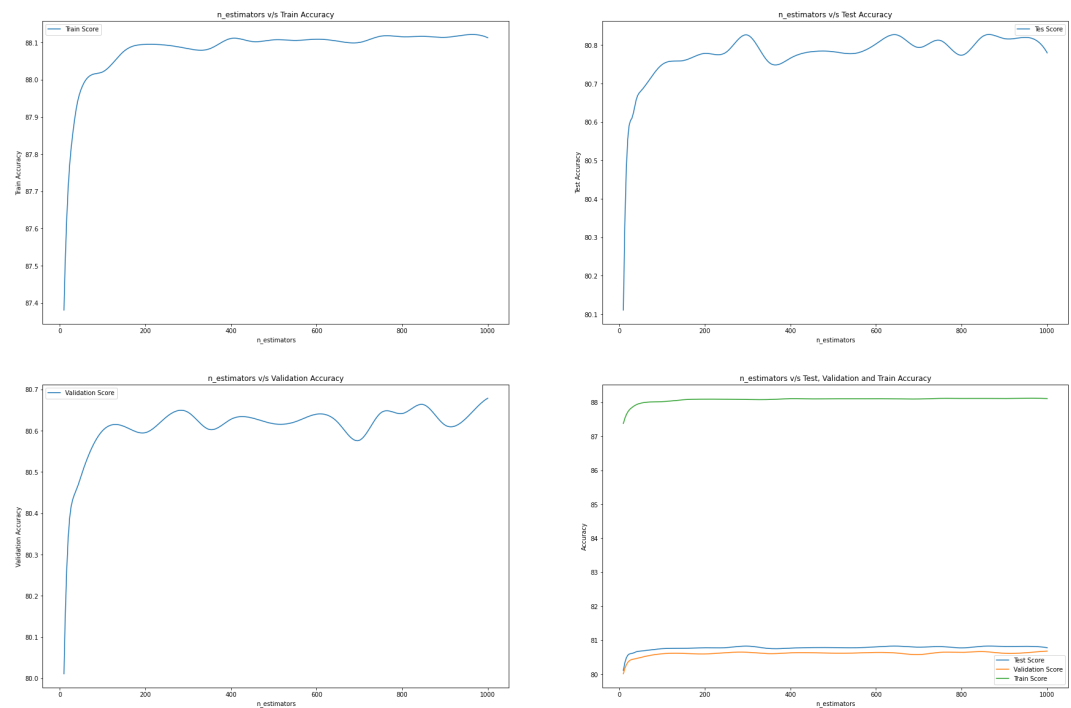 n_estimators v/s Train Accuracy
Train Score
Train Accuracy
88.1
88.0
87.9
87.8
87.7
87.6
87.5
87.4
0 200 400 600 800 1000
n_estimators
n_estimators v/s Test Accuracy
Tes Score
Test Accuracy
80.8
80.7
80.6
80.5
80.4
80.3
80.2
80.1
0 200 400 600 800 1000
n_estimators
n_estimators v/s Validation Accuracy
Validation Score
Validation Accuracy
80.7
80.6
80.5
80.4
80.3
80.2
80.1
80.0
0 200 400 600 800 1000
n_estimators
n_estimators v/s Test, Validation and Train Accuracy
Accuracy
88
87
86
85
84
83
82
81
80
Test Score
Validation Score
Train Score
0 200 400 600 800 1000
n_estimators